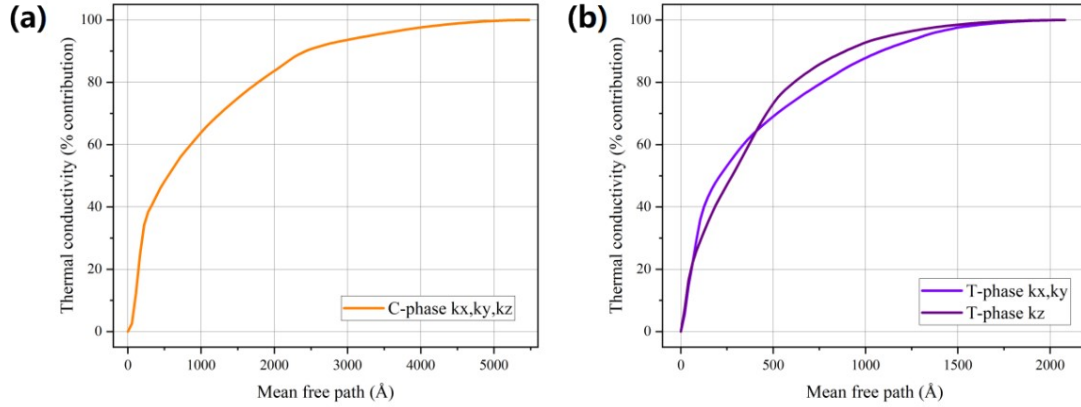 (a)
Thermal conductivity (% contribution)
100
80
60
40
20
0
C-phase kx,ky,kz
0 1000 2000 3000 4000 5000
Mean free path (Å)
(b)
Thermal conductivity (% contribution)
100
80
60
40
20
0
T-phase kx,ky
T-phase kz
0 500 1000 1500 2000
Mean free path (Å)